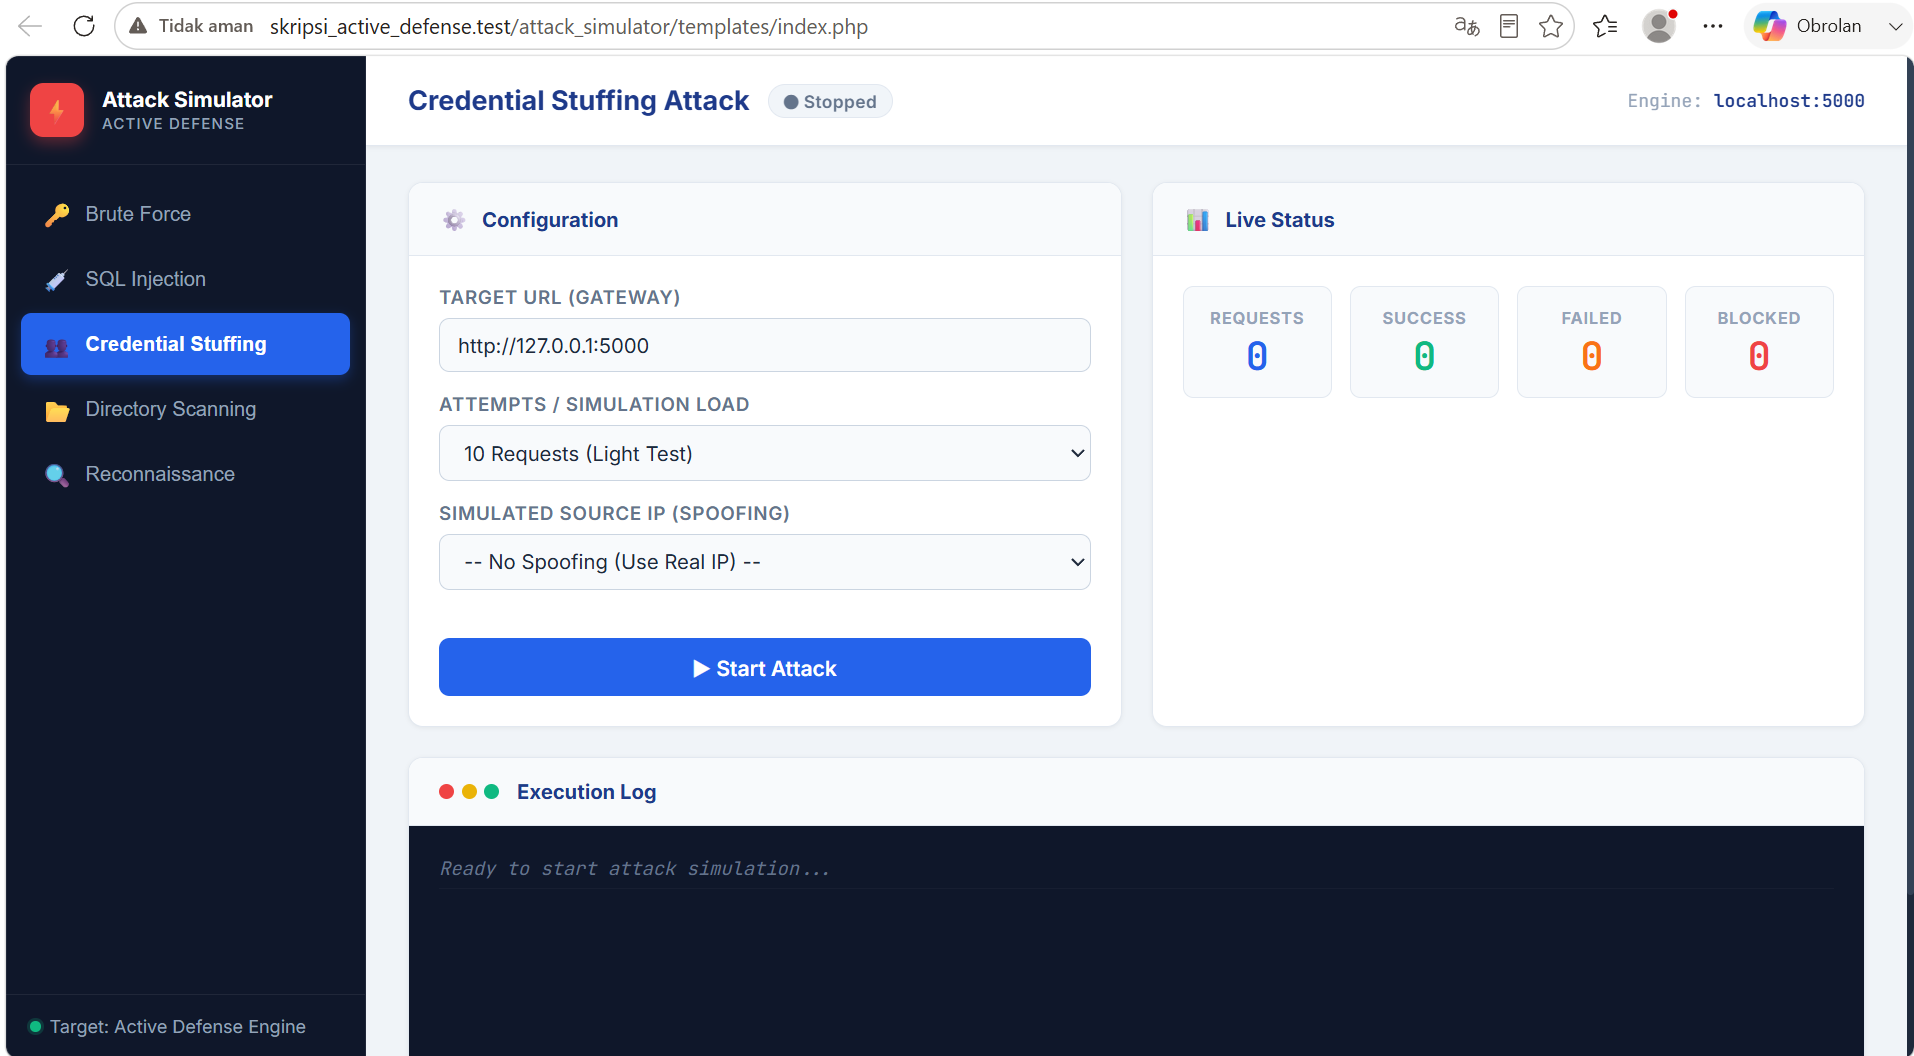 Tidak aman
skripsi_active_defense.test/attack_simulator/templates/index.php
Obrolan
Attack Simulator
ACTIVE DEFENSE
Brute Force
SQL Injection
Credential Stuffing
Directory Scanning
Reconnaissance
Target: Active Defense Engine
Credential Stuffing Attack
Stopped
Engine: localhost:5000
Configuration
TARGET URL (GATEWAY)
http://127.0.0.1:5000
ATTEMPTS / SIMULATION LOAD
10 Requests (Light Test)
SIMULATED SOURCE IP (SPOOFING)
-- No Spoofing (Use Real IP) --
▶ Start Attack
Live Status
REQUESTS
0
SUCCESS
0
FAILED
0
BLOCKED
0
Execution Log
Ready to start attack simulation...